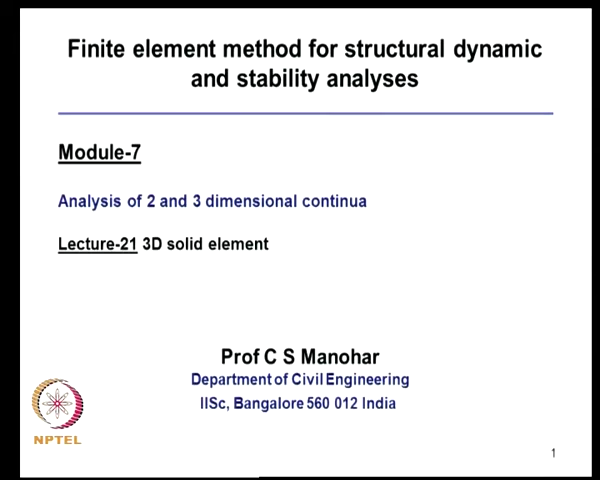 Finite element method for structural dynamic
and stability analyses
Module-7
Analysis of 2 and 3 dimensional continua
Lecture-21 3D solid element
Prof C S Manohar
Department of Civil Engineering
IISc, Bangalore 560 012 India
NPTEL
1